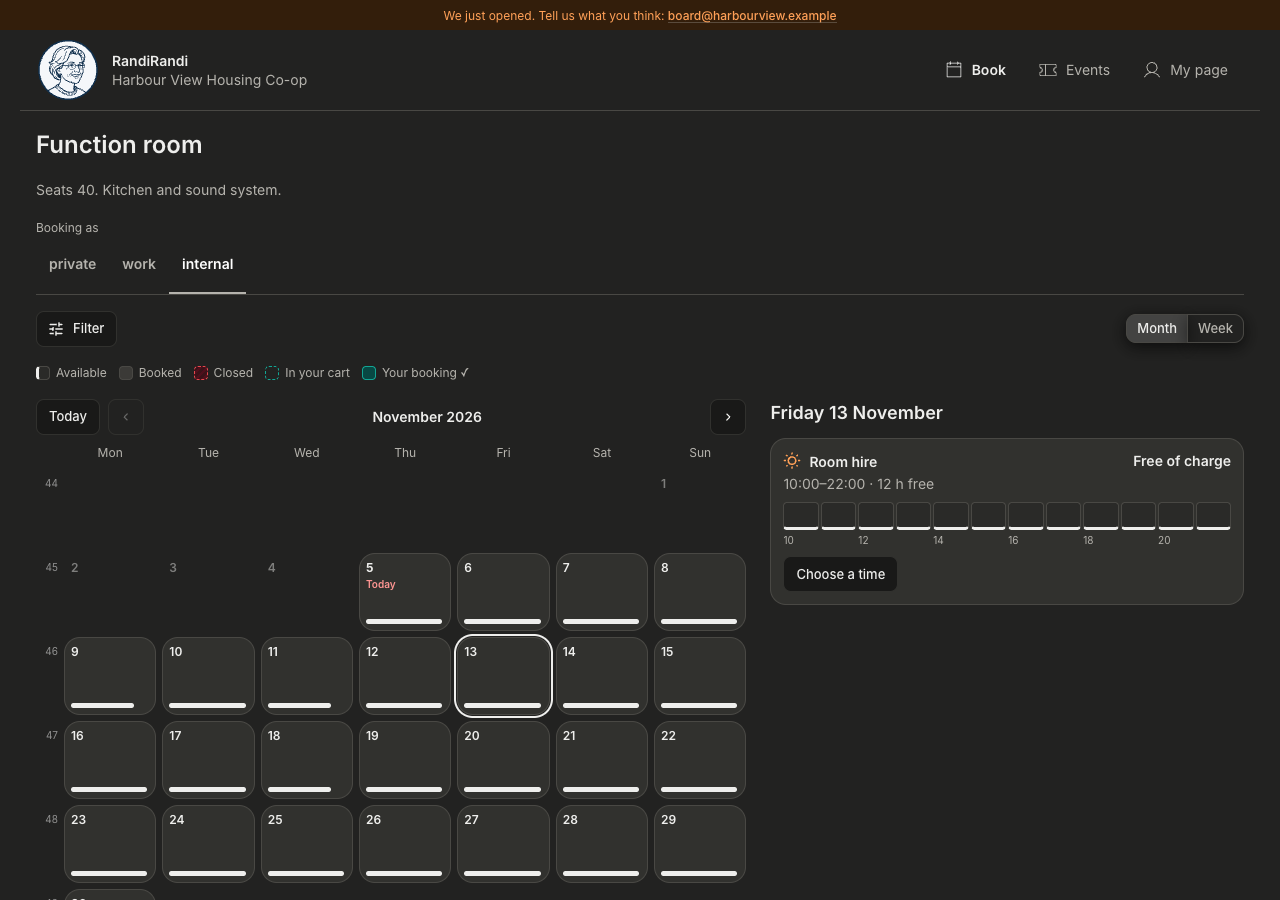 We just opened. Tell us what you think: board@harbourview.example
RandiRandi
Harbour View Housing Co-op
Book
Events
My page
Function room
Seats 40. Kitchen and sound system.
Booking as
private
work
internal
Filter
Month
Week
Available
Booked
Closed
In your cart
Your booking ✓
Today
‹
November 2026
›
Mon Tue Wed Thu Fri Sat Sun
44 1
45 2 3 4 5 6 7 8
Today
46 9 10 11 12 13 14 15
47 16 17 18 19 20 21 22
48 23 24 25 26 27 28 29
Friday 13 November
Room hire
Free of charge
10:00–22:00 · 12 h free
10 12 14 16 18 20
Choose a time